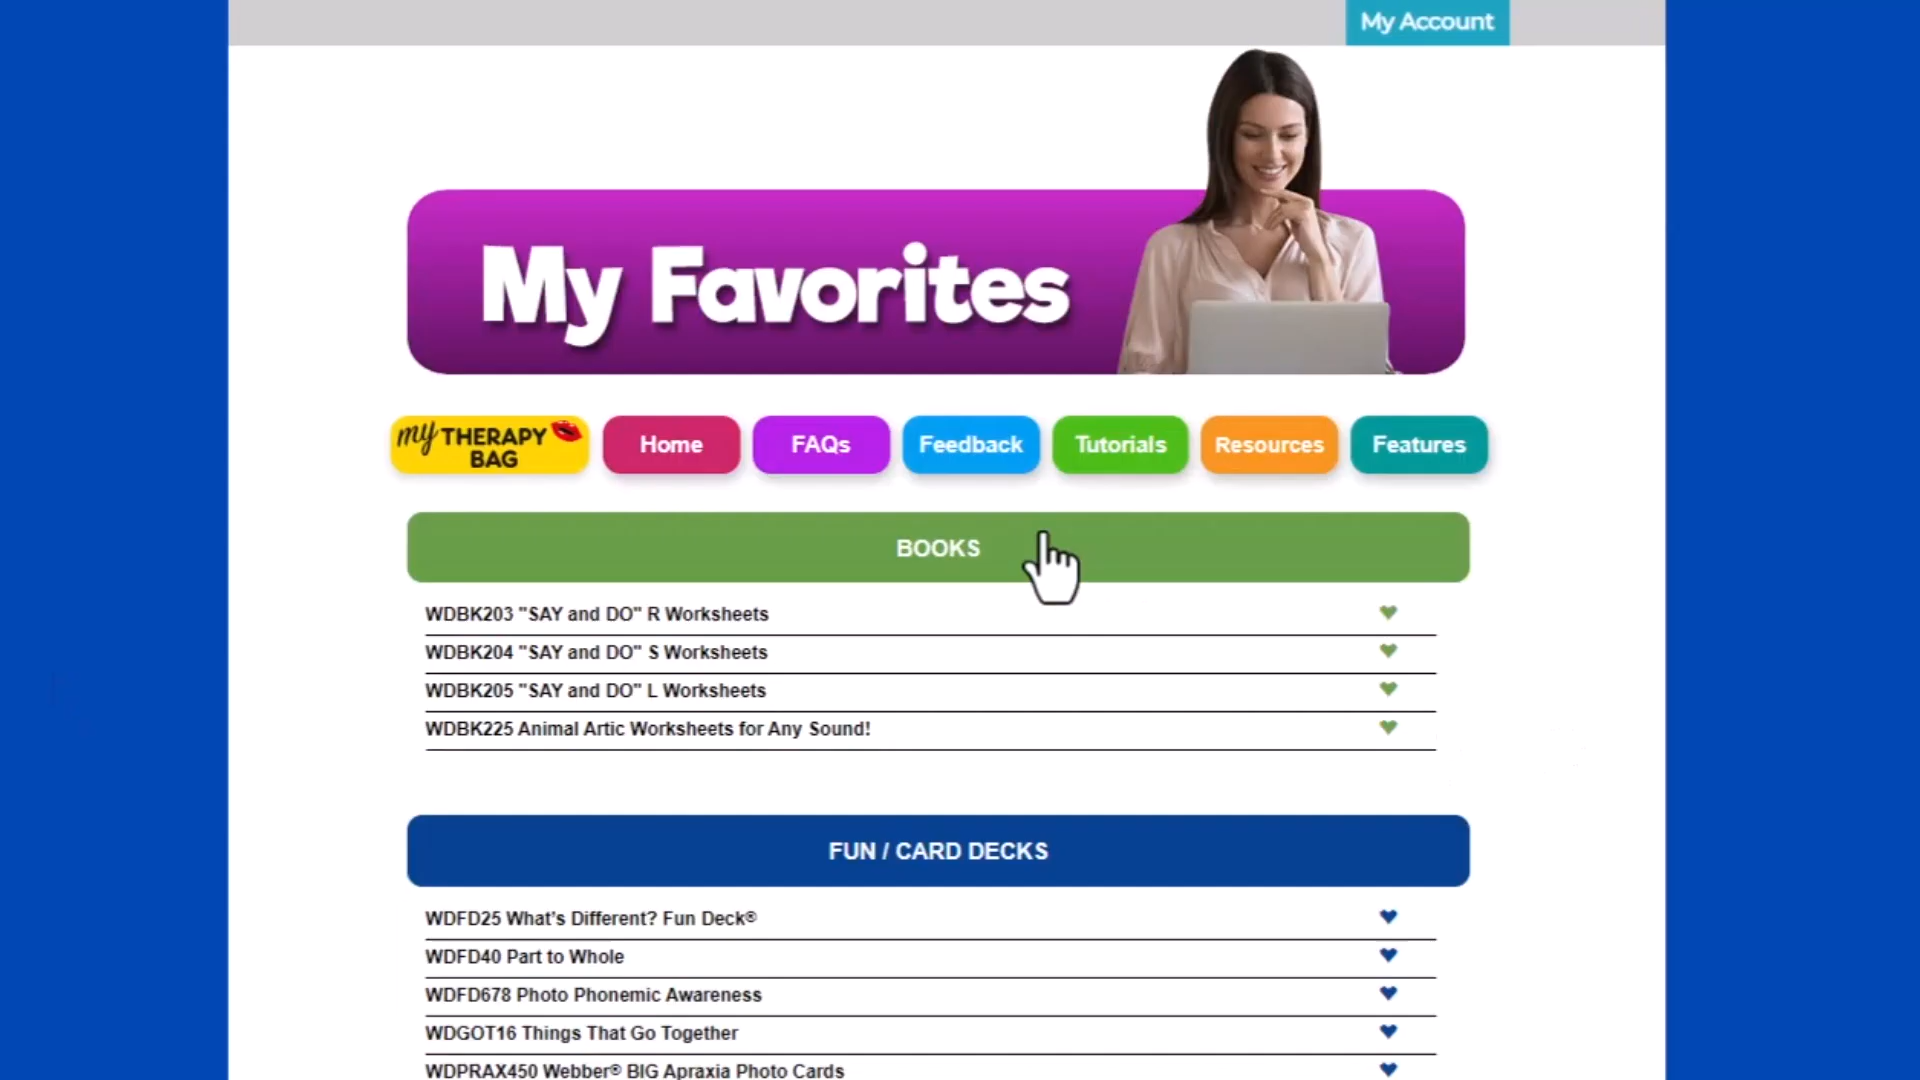 My Account
My Favorites
my THERAPY
BAG
Home
FAQs
Feedback
Tutorials
Resources
Features
BOOKS
WDBK203 "SAY and DO" R Worksheets
WDBK204 "SAY and DO" S Worksheets
WDBK205 "SAY and DO" L Worksheets
WDBK225 Animal Artic Worksheets for Any Sound!
FUN / CARD DECKS
WDFD25 What's Different? Fun Deck®
WDFD40 Part to Whole
WDFD678 Photo Phonemic Awareness
WDGOT16 Things That Go Together
WDPRAX450 Webber® BIG Apraxia Photo Cards